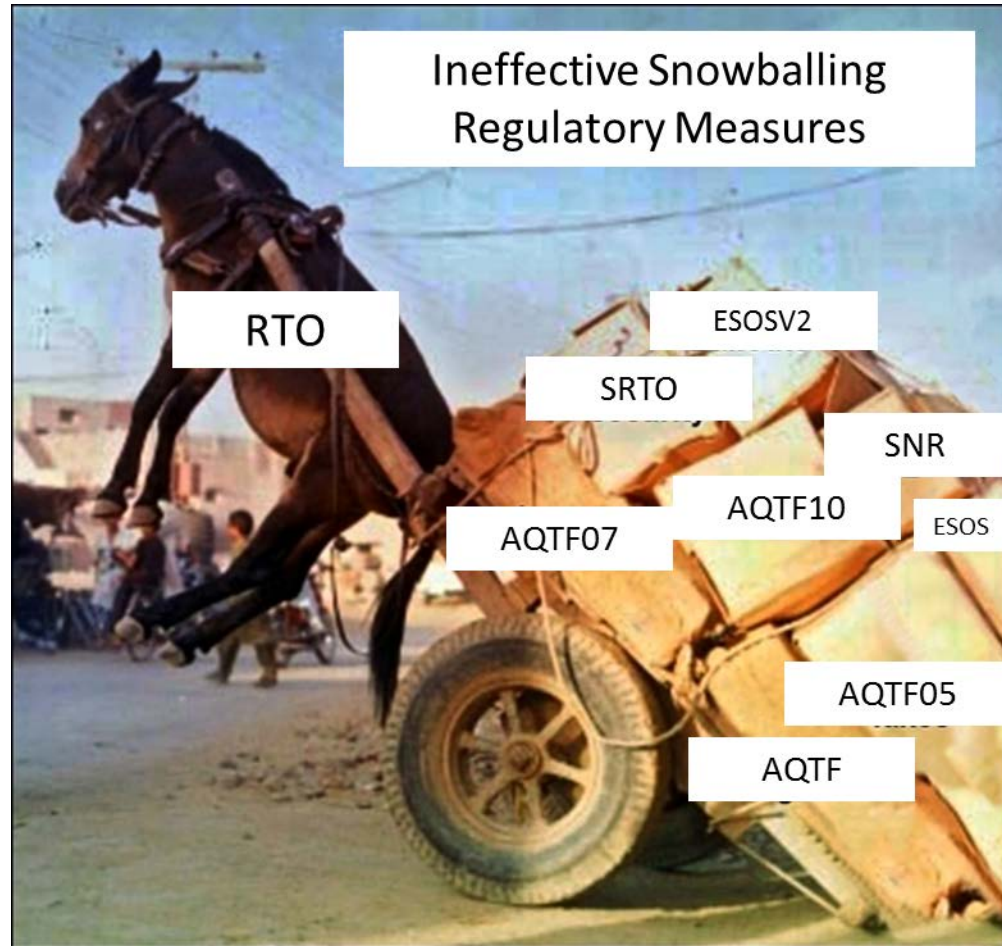 Ineffective Snowballing
Regulatory Measures
RTO
ESOSV2
SRTO
SNR
AQTF10
ESOS
AQTF07
AQTF05
AQTF